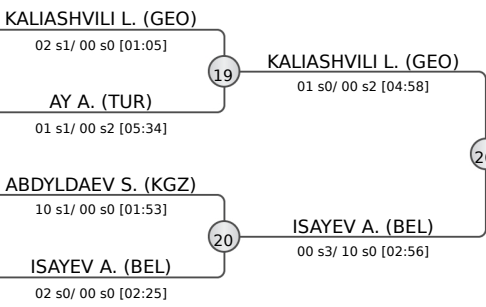 KALIASHVILI L. (GEO)
02 s1/ 00 s0 [01:05]
19
KALIASHVILI L. (GEO)
01 s0/ 00 s2 [04:58]
AY A. (TUR)
01 s1/ 00 s2 [05:34]
ABDYLDAEV S. (KGZ)
10 s1/ 00 s0 [01:53]
20
ISAYEV A. (BEL)
00 s3/ 10 s0 [02:56]
ISAYEV A. (BEL)
02 s0/ 00 s0 [02:25]